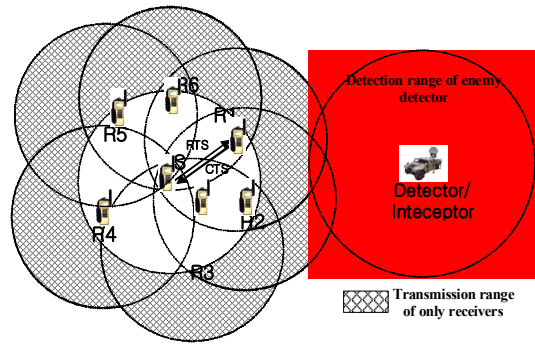 R6
R1
R5
RTS
S
CTS
R4
R2
R3
Detection range of enemy
detector
Detector/
Inteceptor
Transmission range
of only receivers